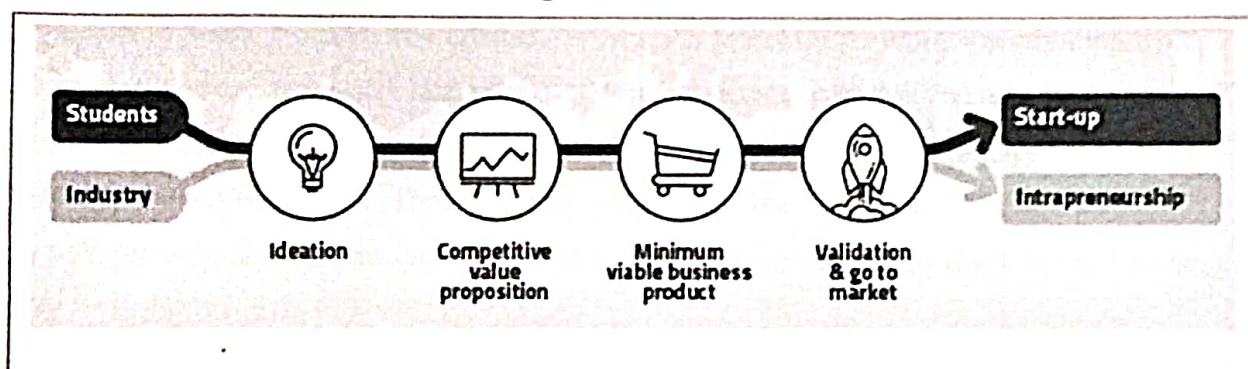 Students
Industry
Ideation
Competitive
value
proposition
Minimum
viable business
product
Validation
& go to
market
Start-up
Intrapreneurship